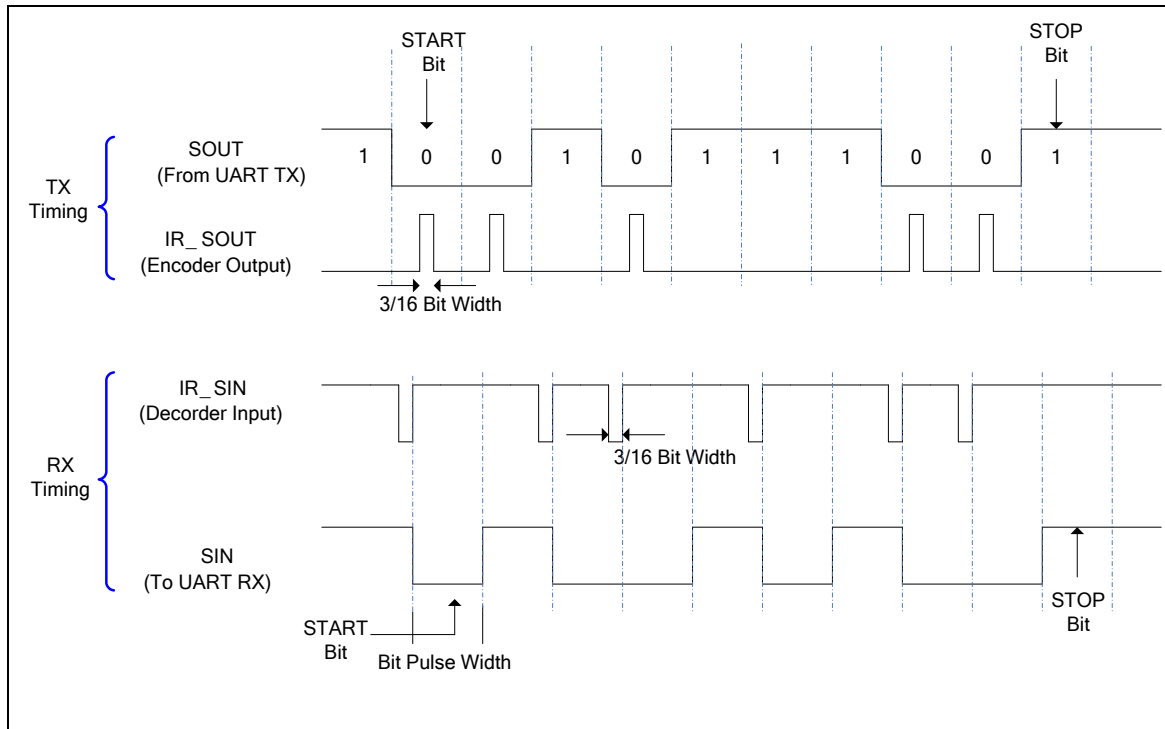 START
Bit
STOP
Bit
TX
Timing
SOUT
(From UART TX)
1 0 0 1 0 1 1 1 0 0 1
IR_ SOUT
(Encoder Output)
3/16 Bit Width
RX
Timing
IR_ SIN
(Decorder Input)
3/16 Bit Width
SIN
(To UART RX)
START
Bit
Bit Pulse Width
STOP
Bit